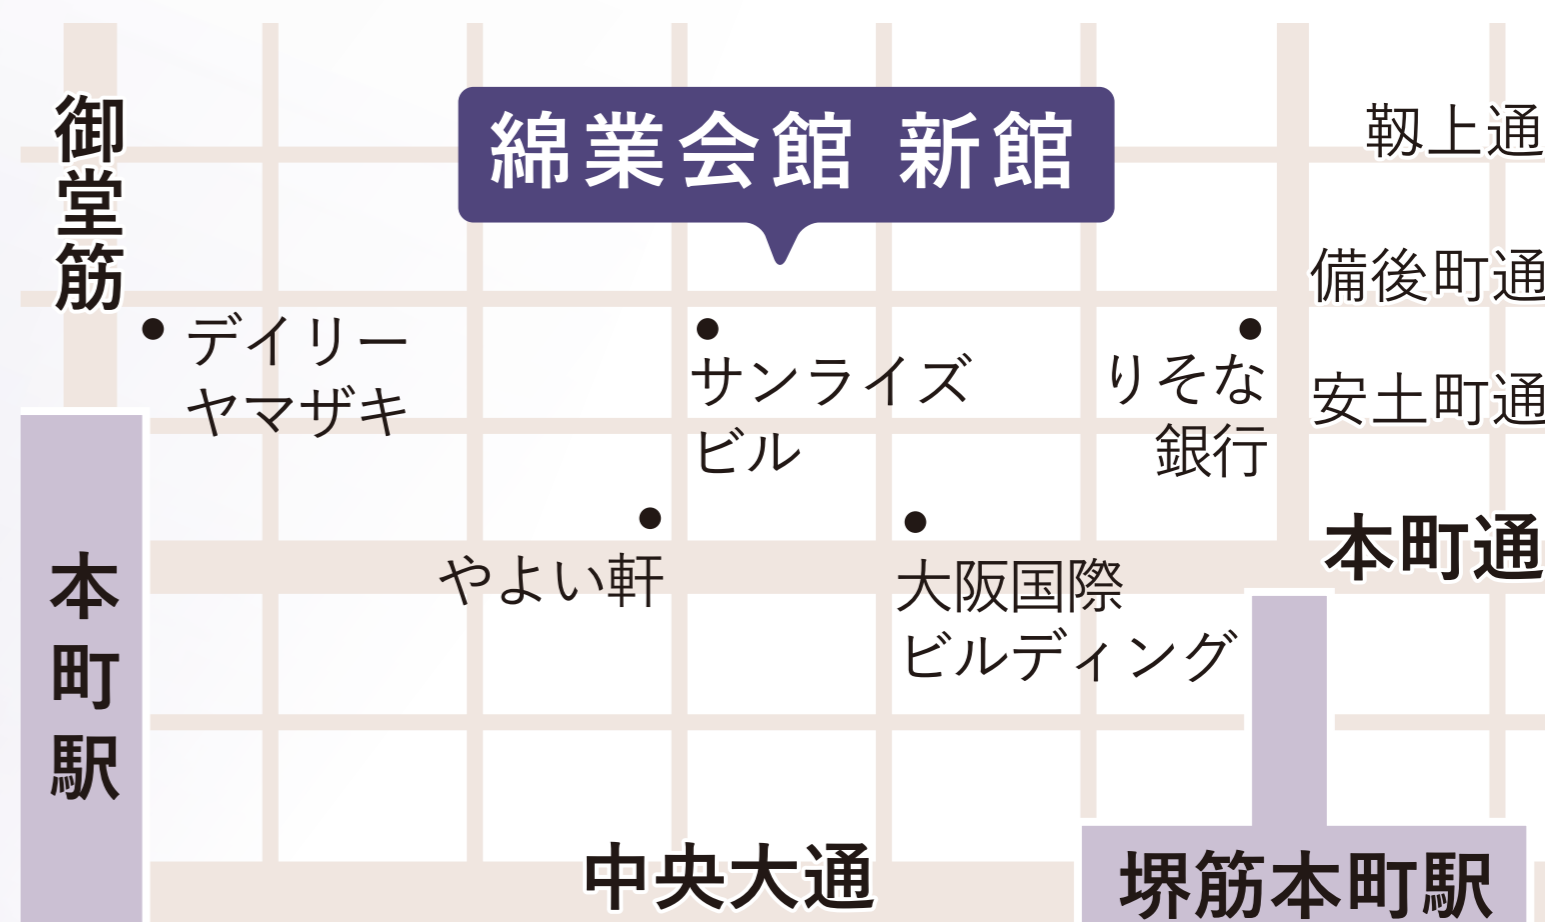 綿業会館 新館
御堂筋
靱上通
備後町通
デイリー
ヤマザキ
サンライズ
ビル
りそな
銀行
安土町通
本町通
やよい軒
大阪国際
ビルディング
本町駅
中央大通
堺筋本町駅